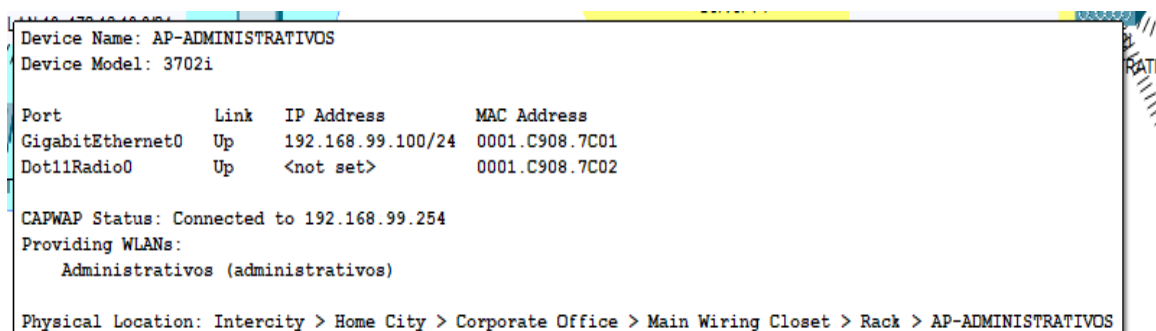 Device Name: AP-ADMINISTRATIVOS
Device Model: 3702i
Port Link IP Address MAC Address
GigabitEthernet0 Up 192.168.99.100/24 0001.C908.7C01
Dot11Radio0 Up <not set> 0001.C908.7C02
CAPWAP Status: Connected to 192.168.99.254
Providing WLANs:
Administrativos (administrativos)
Physical Location: Intercity > Home City > Corporate Office > Main Wiring Closet > Rack > AP-ADMINISTRATIVOS